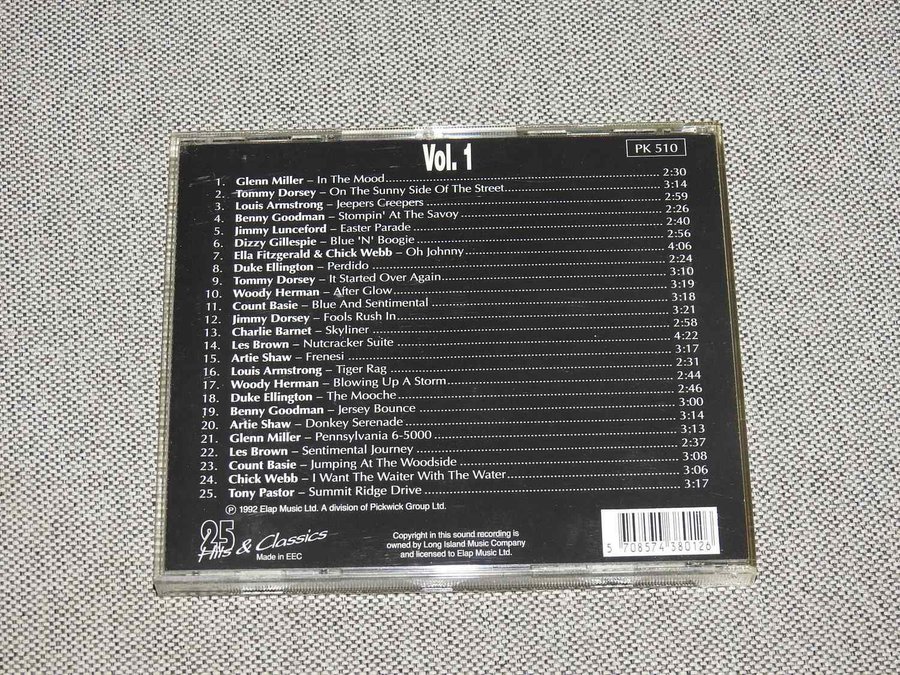 Vol. 1
PK 510
1. Glenn Miller – In The Mood 2:30
2. Tommy Dorsey – On The Sunny Side Of The Street 3:14
3. Louis Armstrong – Jeepers Creepers 2:59
4. Benny Goodman – Stompin' At The Savoy 2:26
5. Jimmy Lunceford – Easter Parade 2:40
6. Dizzy Gillespie – Blue 'N' Boogie 2:56
7. Ella Fitzgerald & Chick Webb – Oh Johnny 4:06
8. Duke Ellington – Perdido 2:24
9. Tommy Dorsey – It Started Over Again 3:10
10. Woody Herman – After Glow 3:19
11. Count Basie – Blue And Sentimental 3:18
12. Jimmy Dorsey – Fools Rush In 3:21
13. Charlie Barnet – Skyliner 2:58
14. Les Brown – Nutcracker Suite 4:22
15. Artie Shaw – Frenesi 3:17
16. Louis Armstrong – Tiger Rag 2:31
17. Woody Herman – Blowing Up A Storm 2:44
18. Duke Ellington – The Mooche 2:46
19. Benny Goodman – Jersey Bounce 3:00
20. Artie Shaw – Donkey Serenade 3:14
21. Glenn Miller – Pennsylvania 6-5000 3:13
22. Les Brown – Sentimental Journey 2:37
23. Count Basie – Jumping At The Woodside 3:08
24. Chick Webb – I Want The Waiter With The Water 3:06
25. Tony Pastor – Summit Ridge Drive 3:17
℗ 1992 Elap Music Ltd. A division of Pickwick Group Ltd.
25
Hits & Classics
Made in EEC
Copyright in this sound recording is
owned by Long Island Music Company
and licensed to Elap Music Ltd.
5 708574 380126